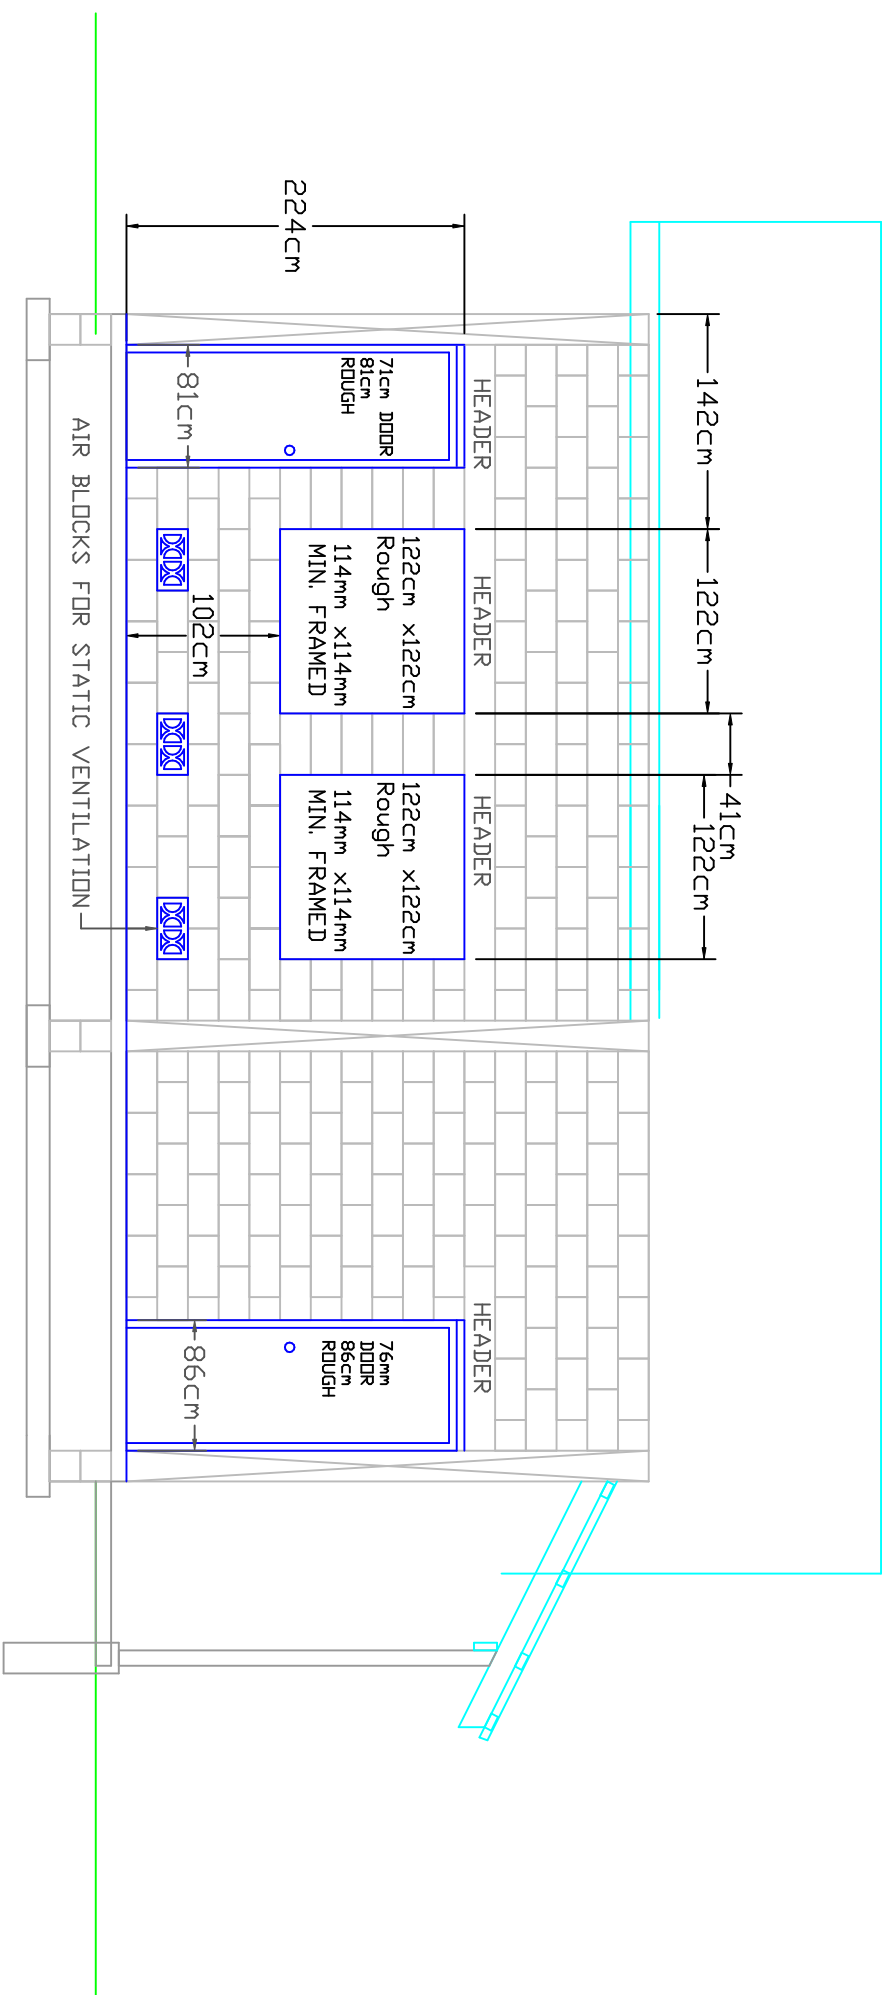 142cm
122cm
41cm
122cm
224cm
HEADER
HEADER
HEADER
HEADER
71cm DOOR
81cm
ROUGH
122cm x122cm
Rough
114mm x114mm
MIN. FRAMED
122cm x122cm
Rough
114mm x114mm
MIN. FRAMED
76mm
DOOR
86cm
ROUGH
81cm
102cm
86cm
AIR BLOCKS FOR STATIC VENTILATION